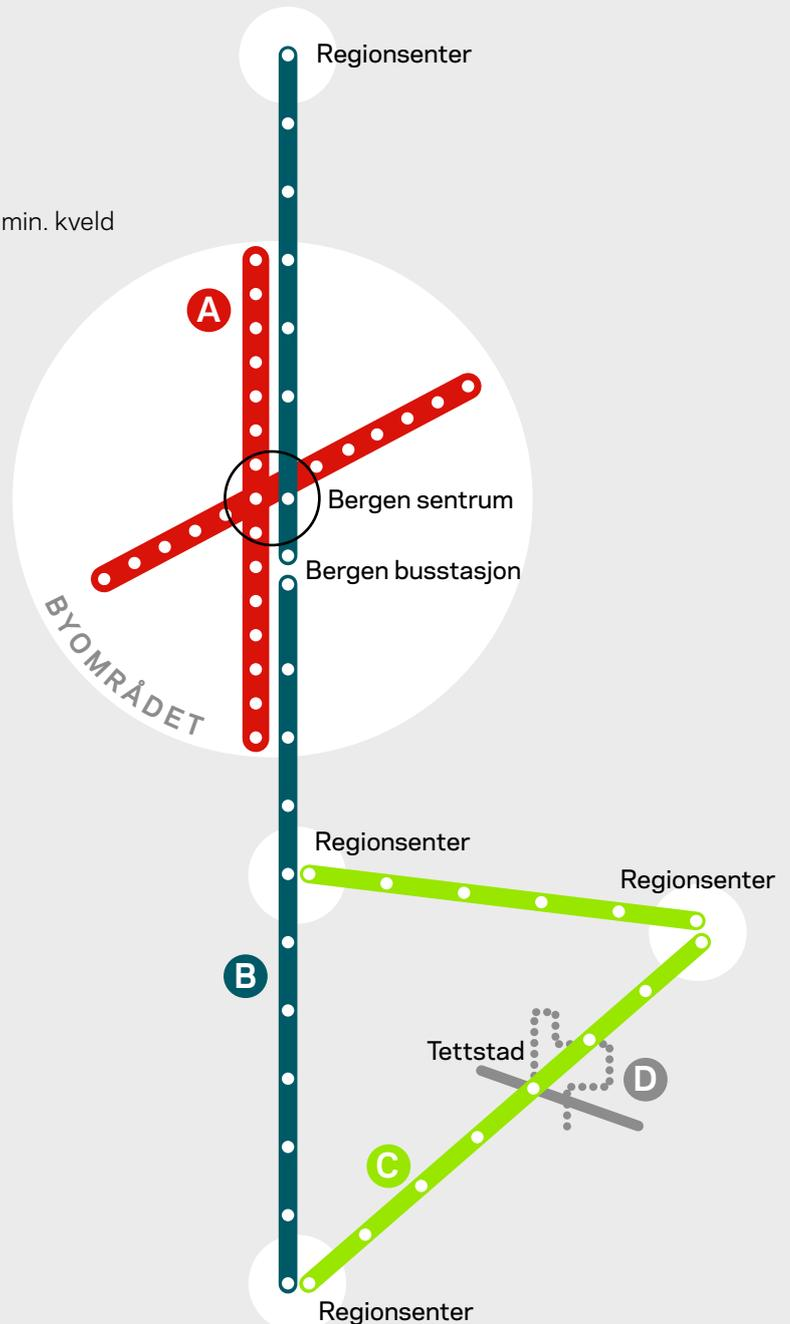 Regionsenter
min. kveld
A
Bergen sentrum
Bergen busstasjon
BYOMRÅDET
Regionsenter
Regionsenter
B
Tettstad
D
C
Regionsenter